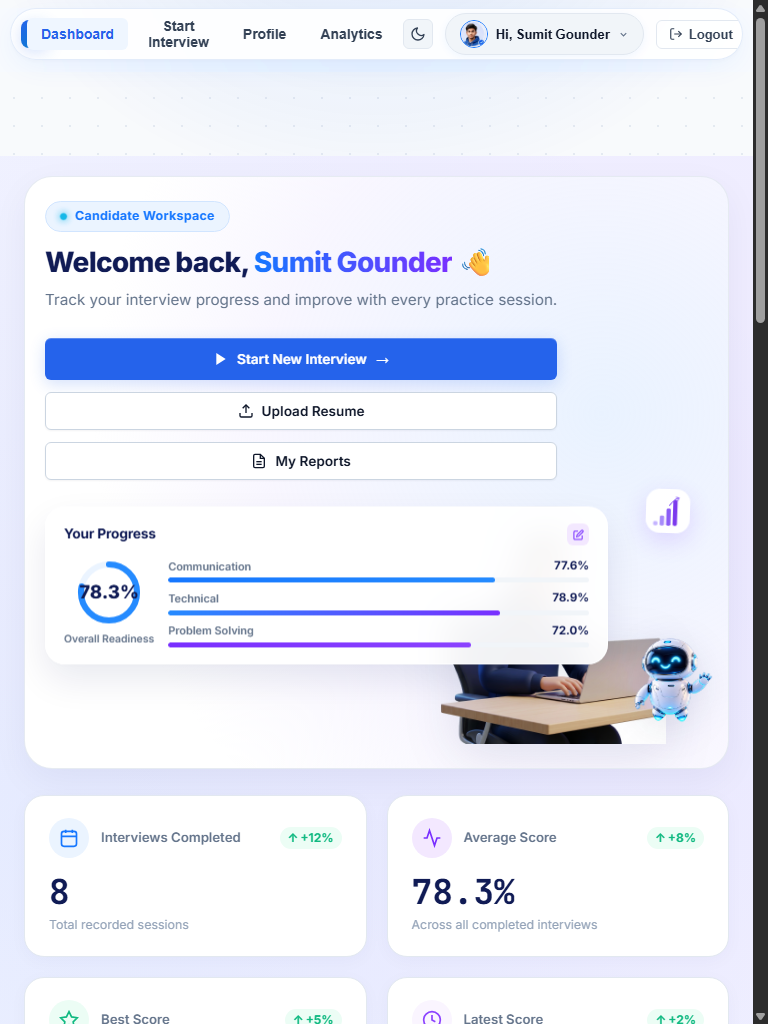 Dashboard
Start
Interview
Profile
Analytics
Hi, Sumit Gounder
Logout
Candidate Workspace
Welcome back, Sumit Gounder 👋
Track your interview progress and improve with every practice session.
Start New Interview →
Upload Resume
My Reports
Your Progress
78.3%
Overall Readiness
Communication 77.6%
Technical 78.9%
Problem Solving 72.0%
Interviews Completed ↑ +12%
8
Total recorded sessions
Average Score ↑ +8%
78.3%
Across all completed interviews
Best Score ↑ +5%
Latest Score ↑ +2%